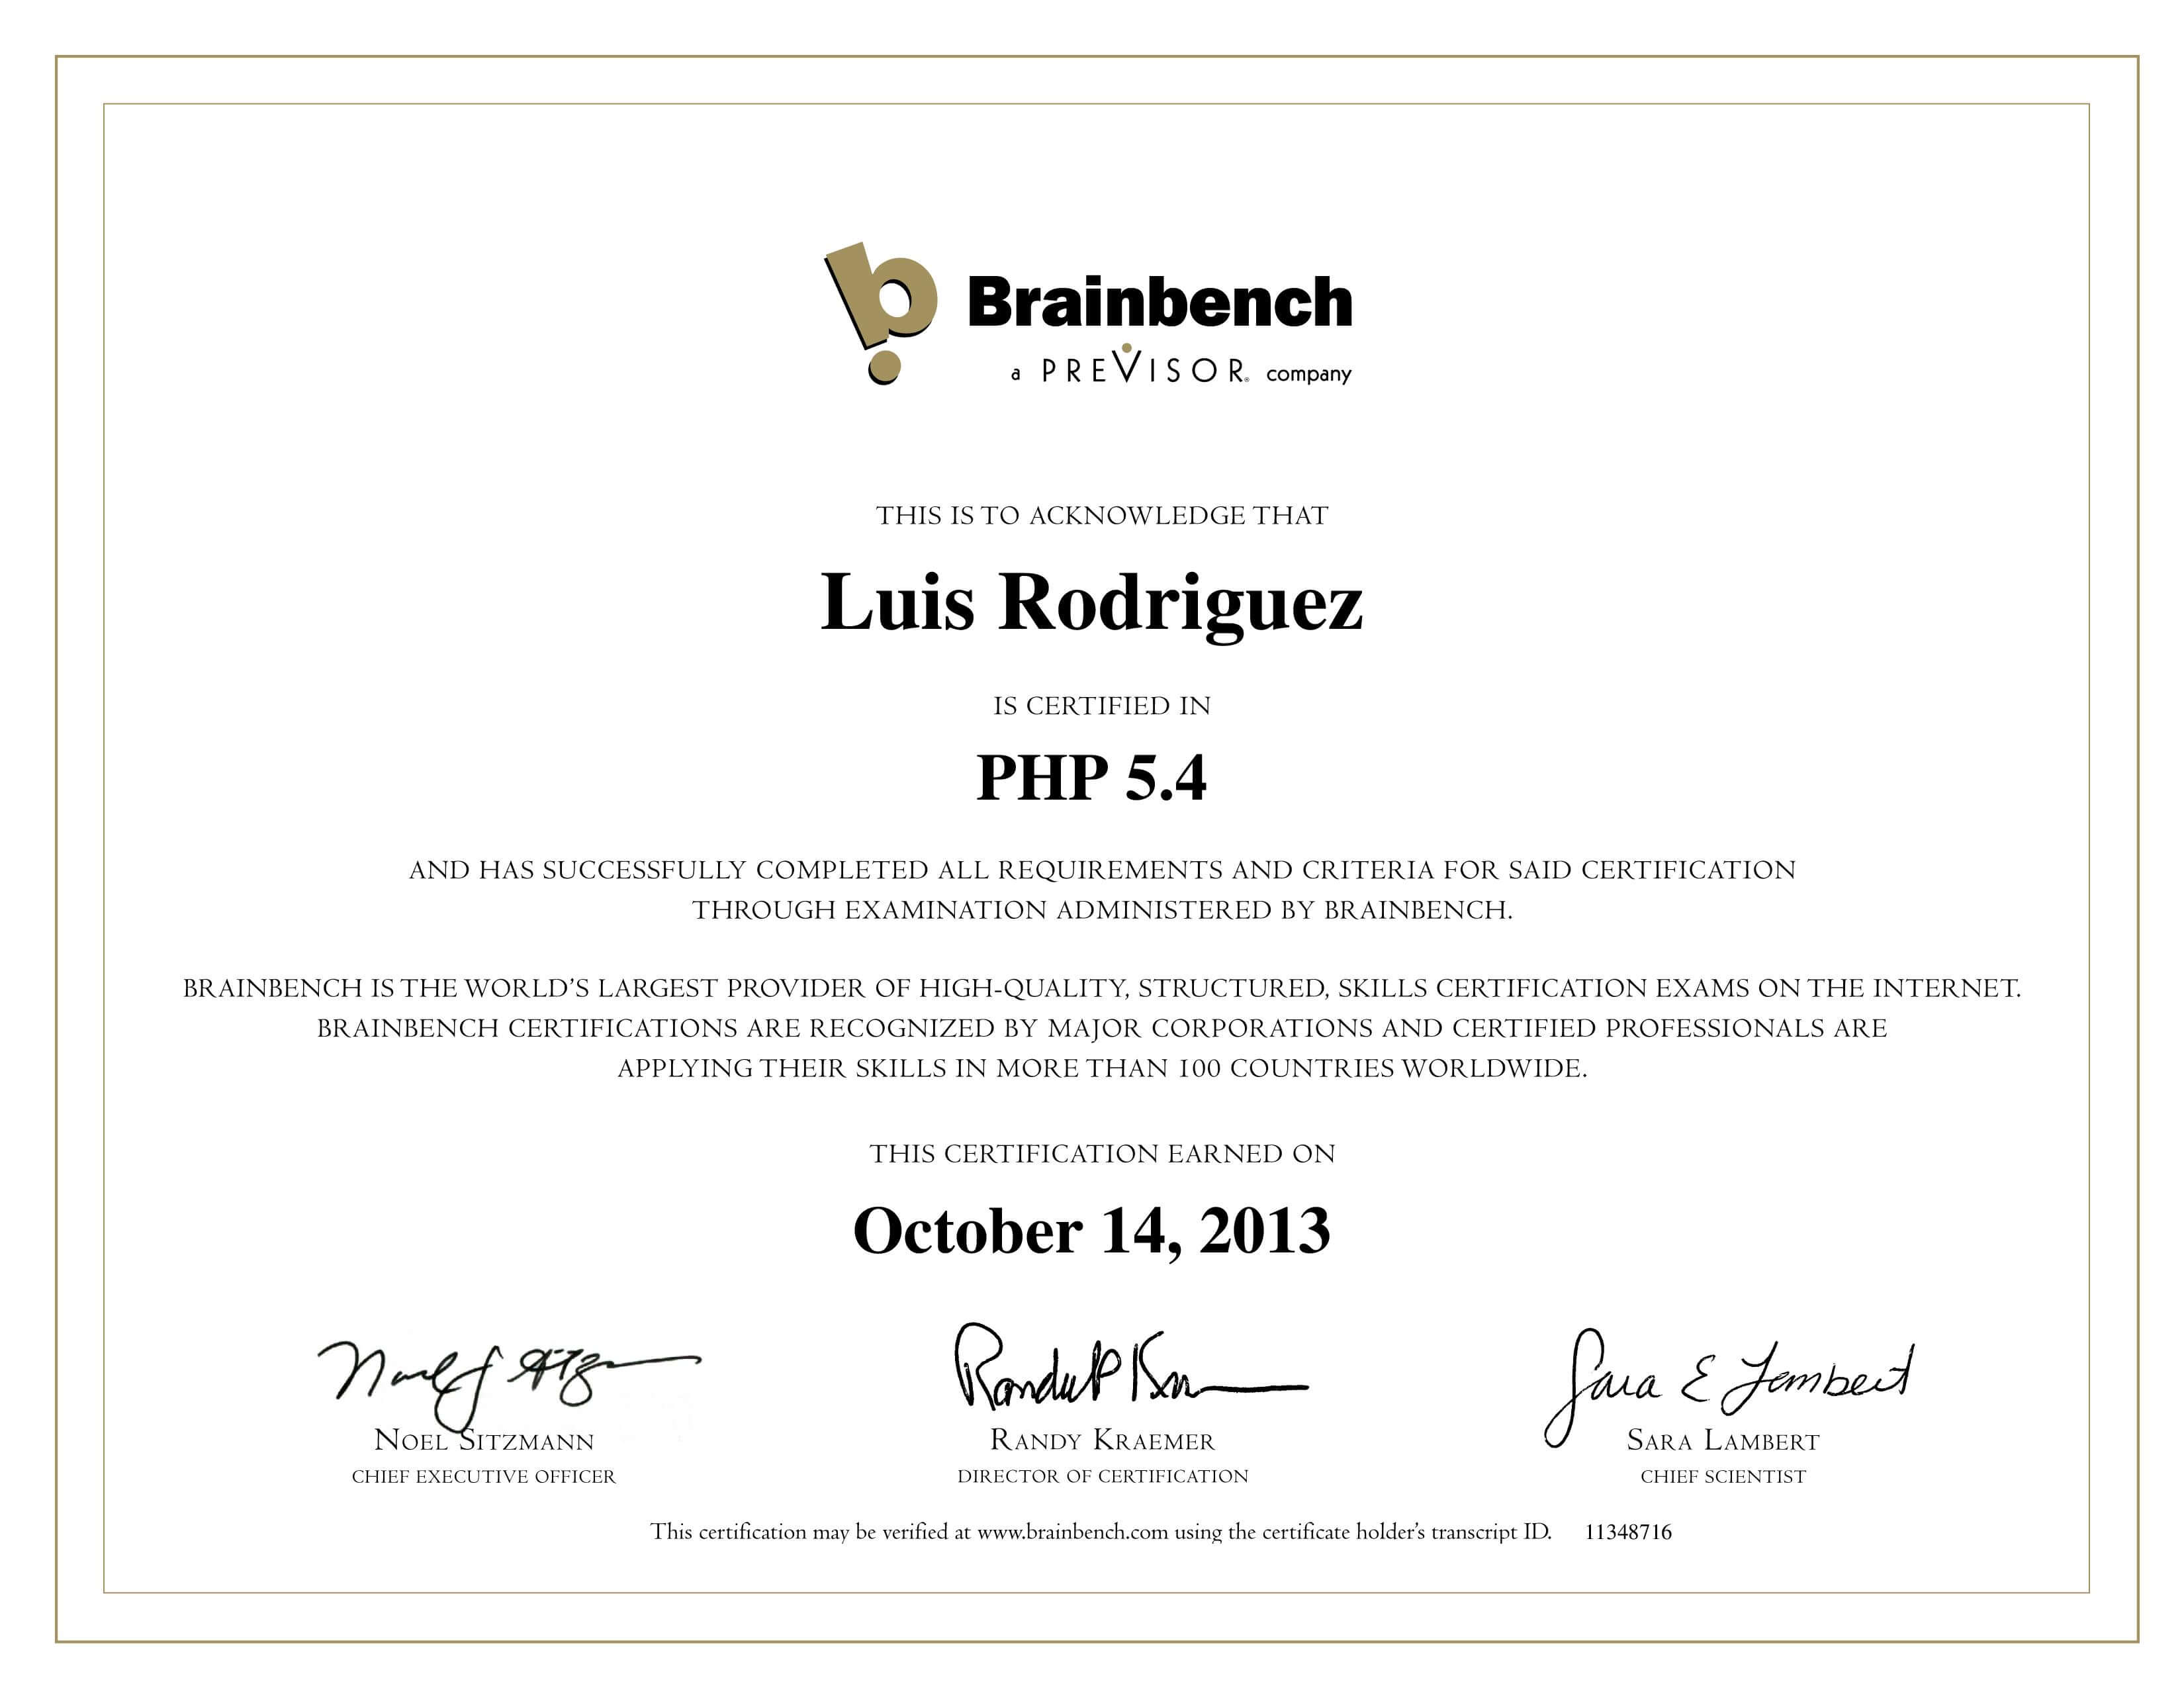 Brainbench
a PREVISOR® company
THIS IS TO ACKNOWLEDGE THAT
Luis Rodriguez
IS CERTIFIED IN
PHP 5.4
AND HAS SUCCESSFULLY COMPLETED ALL REQUIREMENTS AND CRITERIA FOR SAID CERTIFICATION
THROUGH EXAMINATION ADMINISTERED BY BRAINBENCH.
BRAINBENCH IS THE WORLD'S LARGEST PROVIDER OF HIGH-QUALITY, STRUCTURED, SKILLS CERTIFICATION EXAMS ON THE INTERNET.
BRAINBENCH CERTIFICATIONS ARE RECOGNIZED BY MAJOR CORPORATIONS AND CERTIFIED PROFESSIONALS ARE
APPLYING THEIR SKILLS IN MORE THAN 100 COUNTRIES WORLDWIDE.
THIS CERTIFICATION EARNED ON
October 14, 2013
Sara E Lambert
NOEL SITZMANN RANDY KRAEMER SARA LAMBERT
CHIEF EXECUTIVE OFFICER DIRECTOR OF CERTIFICATION CHIEF SCIENTIST
This certification may be verified at www.brainbench.com using the certificate holder's transcript ID. 11348716